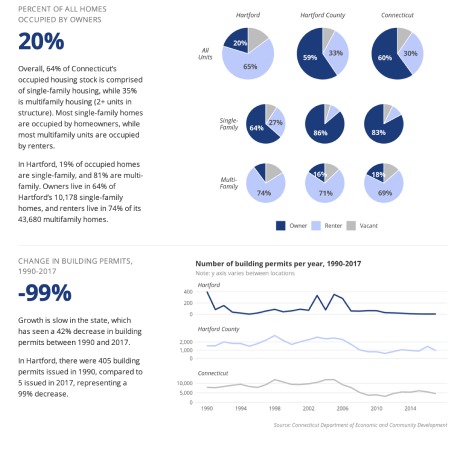 PERCENT OF ALL HOMES
OCCUPIED BY OWNERS
20%
Overall, 64% of Connecticut's
occupied housing stock is comprised
of single-family housing, while 35%
is multifamily housing (2+ units in
structure). Most single-family homes
are occupied by homeowners, while
most multifamily units are occupied
by renters.
In Hartford, 19% of occupied homes
are single-family, and 81% are multi-
family. Owners live in 64% of
Hartford's 10,178 single-family
homes, and renters live in 74% of its
43,680 multifamily homes.
Hartford
Hartford County
Connecticut
All
Units
20%
65%
59%
33%
60%
30%
Single-
Family
64%
27%
86%
83%
Multi-
Family
74%
16%
71%
18%
69%
Owner
Renter
Vacant
CHANGE IN BUILDING PERMITS,
1990-2017
-99%
Growth is slow in the state, which
has seen a 42% decrease in building
permits between 1990 and 2017.
In Hartford, there were 405 building
permits issued in 1990, compared to
5 issued in 2017, representing a
99% decrease.
Number of building permits per year, 1990-2017
Note: y axis varies between locations
Hartford
400
200
0
Hartford County
2,000
1,000
0
Connecticut
10,000
5,000
0
1990 1994 1998 2002 2006 2010 2014
Source: Connecticut Department of Economic and Community Development